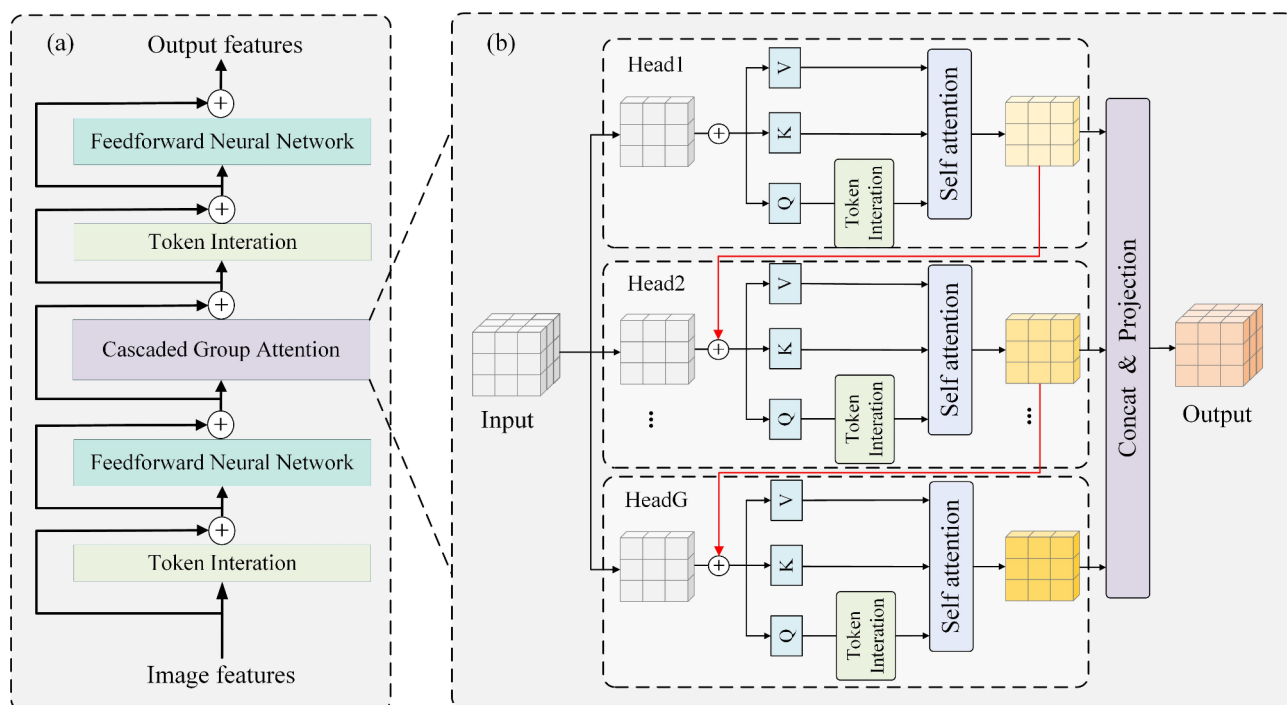 (a)
Output features
Feedforward Neural Network
Token Interation
Cascaded Group Attention
Feedforward Neural Network
Token Interation
Image features
(b)
Input
Head1
V
K
Q
Token
Interation
Self attention
Head2
V
K
Q
Token
Interation
Self attention
...
...
HeadG
V
K
Q
Token
Interation
Self attention
Concat & Projection
Output